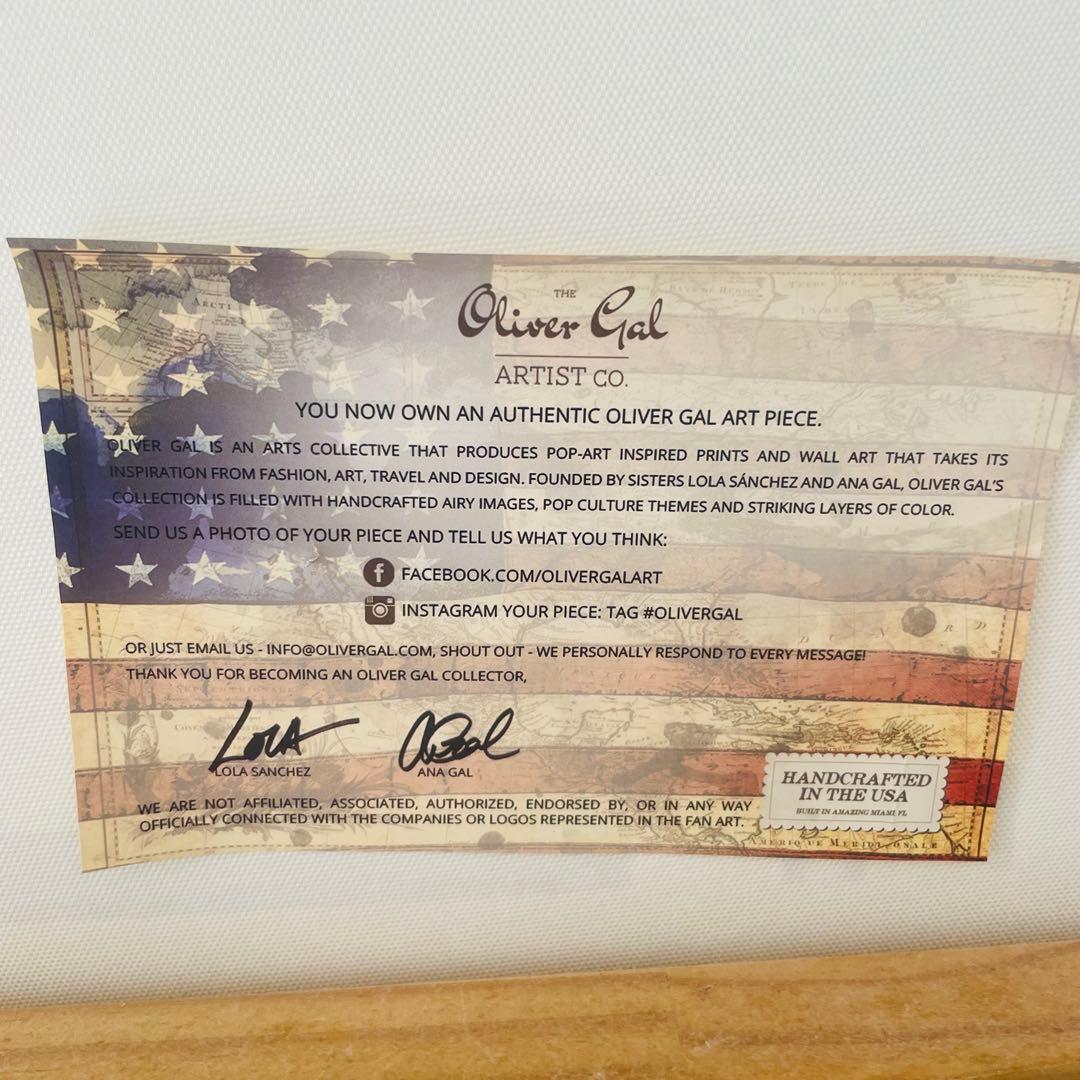 THE
Oliver Gal
ARTIST CO.
YOU NOW OWN AN AUTHENTIC OLIVER GAL ART PIECE.
OLIVER GAL IS AN ARTS COLLECTIVE THAT PRODUCES POP-ART INSPIRED PRINTS AND WALL ART THAT TAKES ITS
INSPIRATION FROM FASHION, ART, TRAVEL AND DESIGN. FOUNDED BY SISTERS LOLA SÁNCHEZ AND ANA GAL, OLIVER GAL'S
COLLECTION IS FILLED WITH HANDCRAFTED AIRY IMAGES, POP CULTURE THEMES AND STRIKING LAYERS OF COLOR.
SEND US A PHOTO OF YOUR PIECE AND TELL US WHAT YOU THINK:
FACEBOOK.COM/OLIVERGALART
INSTAGRAM YOUR PIECE: TAG #OLIVERGAL
OR JUST EMAIL US - INFO@OLIVERGAL.COM, SHOUT OUT - WE PERSONALLY RESPOND TO EVERY MESSAGE!
THANK YOU FOR BECOMING AN OLIVER GAL COLLECTOR,
LOLA
LOLA SANCHEZ
ANA GAL
WE ARE NOT AFFILIATED, ASSOCIATED, AUTHORIZED, ENDORSED BY, OR IN ANY WAY
OFFICIALLY CONNECTED WITH THE COMPANIES OR LOGOS REPRESENTED IN THE FAN ART.
HANDCRAFTED
IN THE USA
BUILT IN AMAZING MIAMI, FL
AMERIQUE MERIDIONALE